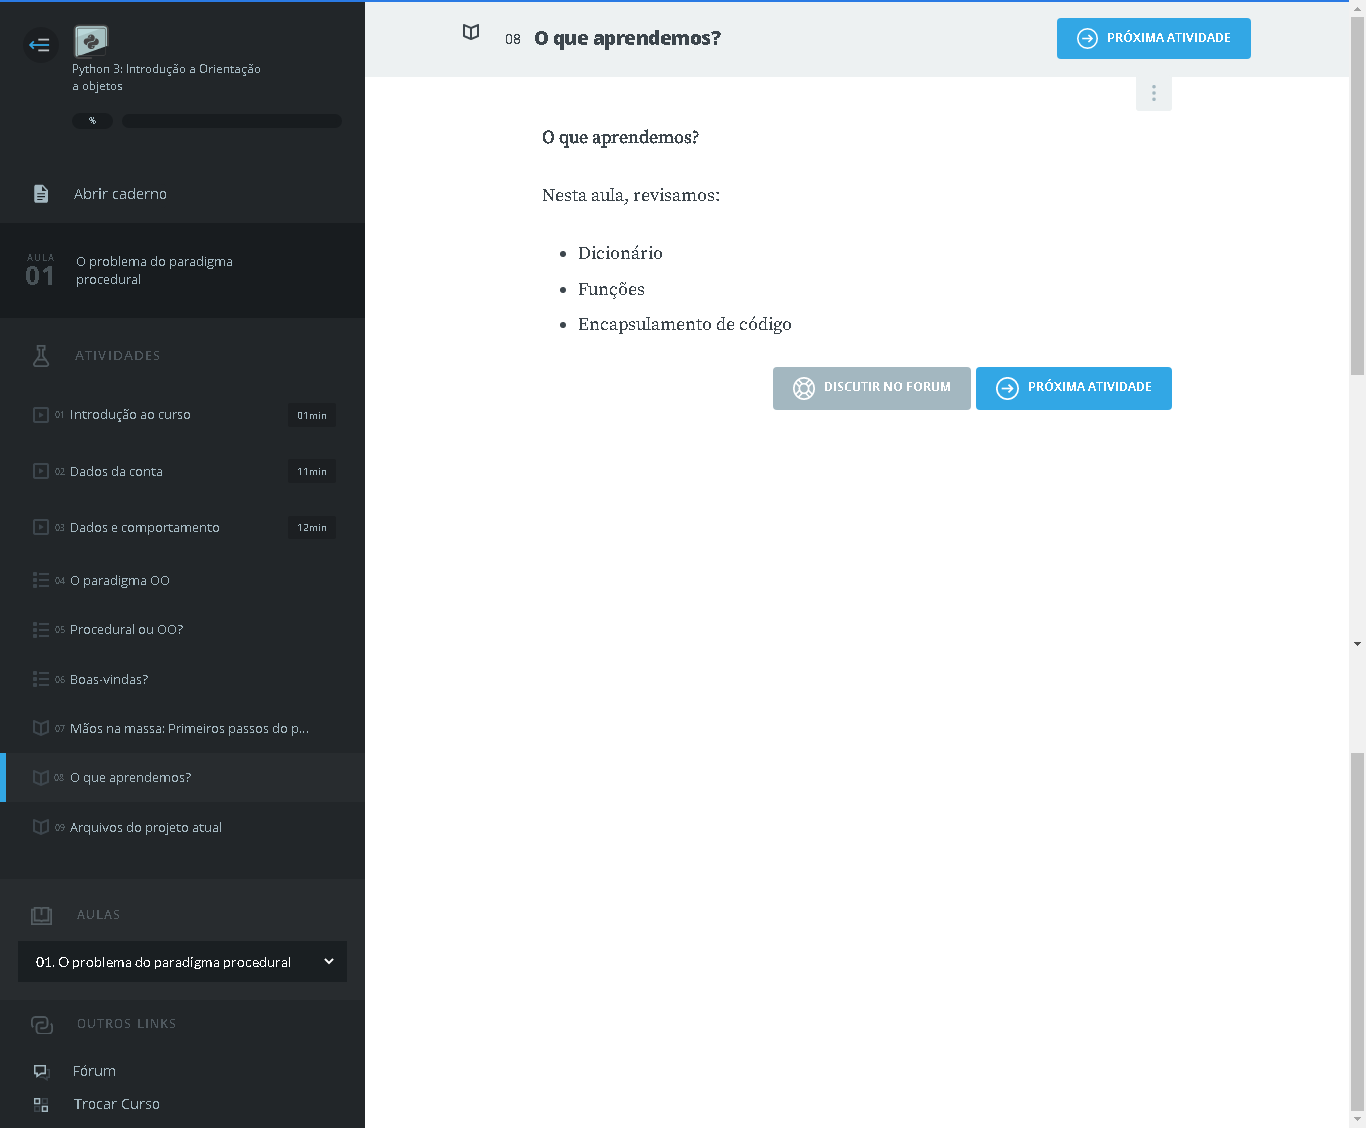 Python 3: Introdução a Orientação
a objetos
%
Abrir caderno
AULA
01
O problema do paradigma
procedural
ATIVIDADES
01 Introdução ao curso 01min
02 Dados da conta 11min
03 Dados e comportamento 12min
04 O paradigma OO
05 Procedural ou OO?
06 Boas-vindas?
07 Mãos na massa: Primeiros passos do p...
08 O que aprendemos?
09 Arquivos do projeto atual
AULAS
01. O problema do paradigma procedural
OUTROS LINKS
Fórum
Trocar Curso
08 O que aprendemos?
PRÓXIMA ATIVIDADE
O que aprendemos?
Nesta aula, revisamos:
• Dicionário
• Funções
• Encapsulamento de código
DISCUTIR NO FORUM
PRÓXIMA ATIVIDADE